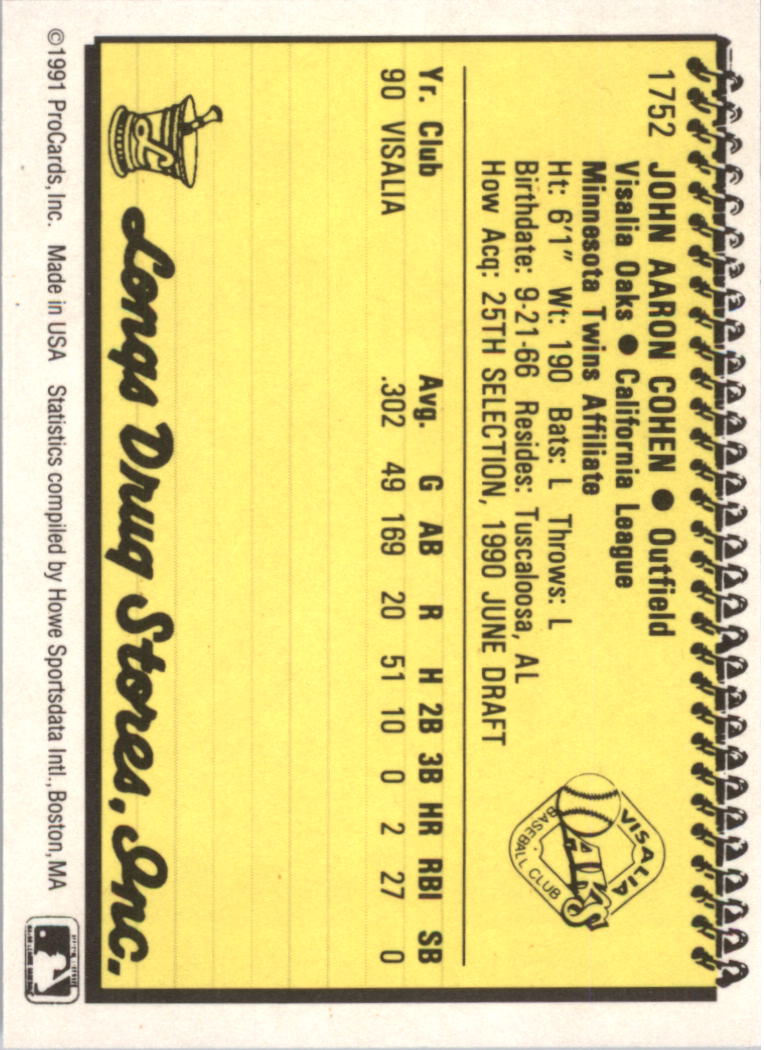 1752 JOHN AARON COHEN ● Outfield
Visalia Oaks ● California League
Minnesota Twins Affiliate
Ht: 6'1" Wt: 190 Bats: L Throws: L
Birthdate: 9-21-66 Resides: Tuscaloosa, AL
How Acq: 25TH SELECTION, 1990 JUNE DRAFT
VISALIA
BASEBALL CLUB
Yr. Club Avg. G AB R H 2B 3B HR RBI SB
90 VISALIA .302 49 169 20 51 10 0 2 27 0
Longs Drug Stores, Inc.
©1991 ProCards, Inc. Made in USA Statistics compiled by Howe Sportsdata Intl., Boston, MA